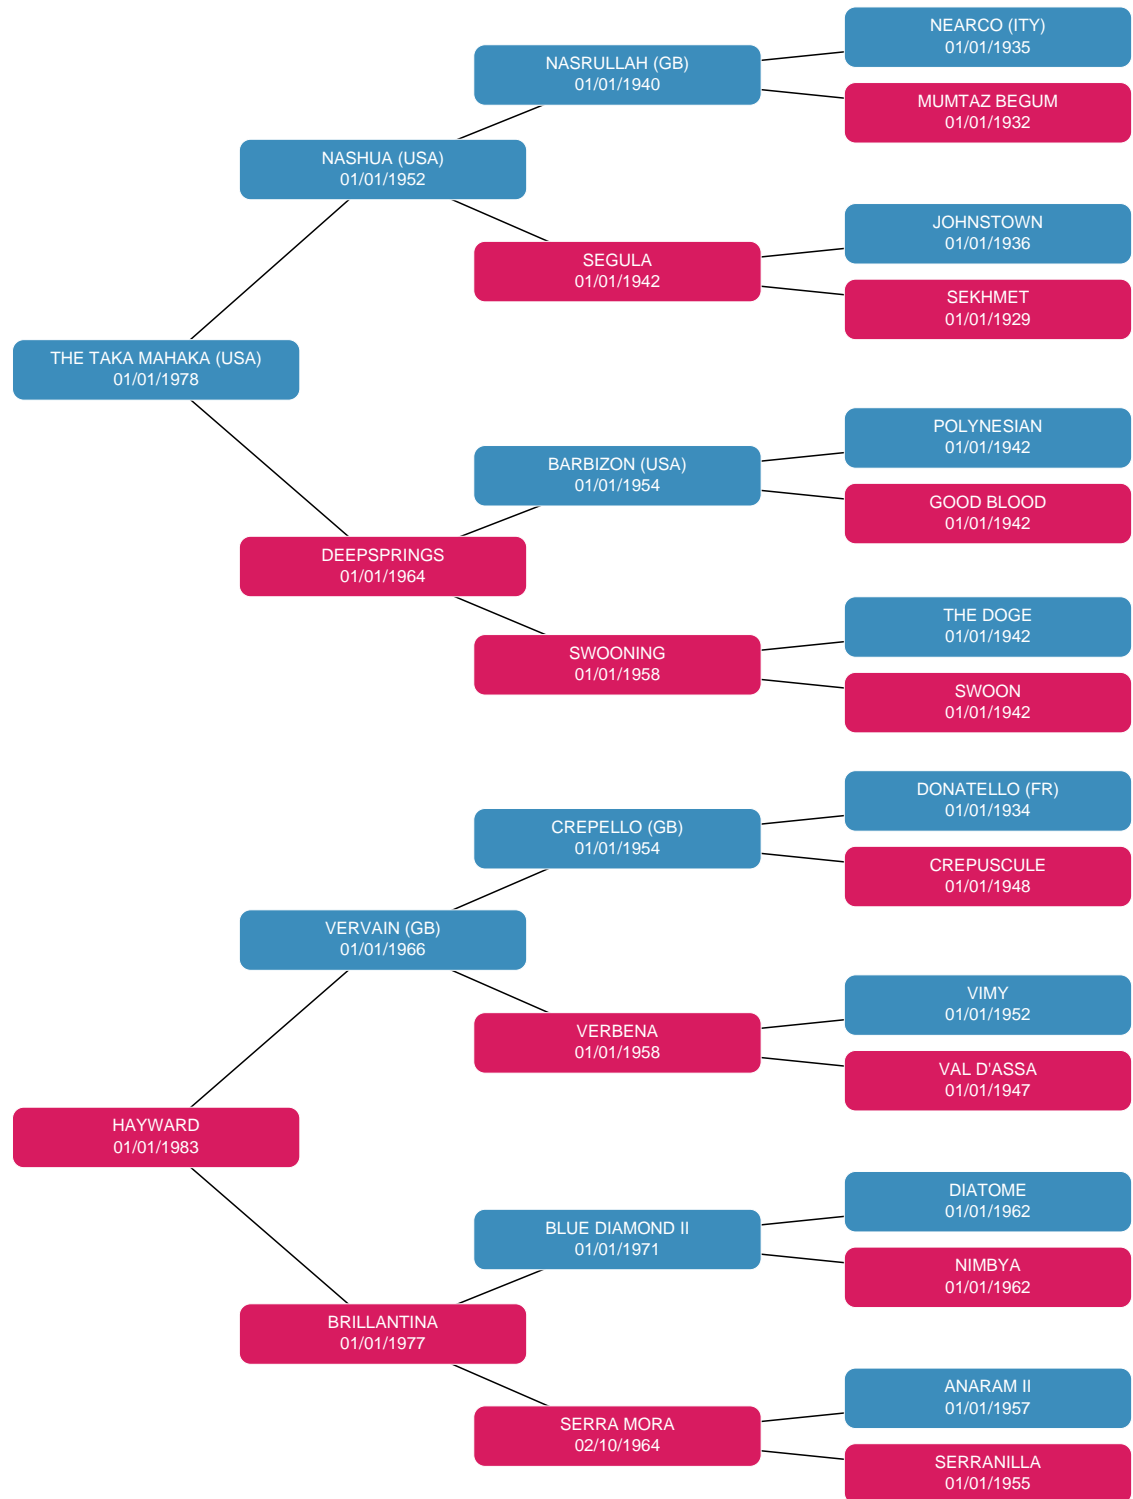 NEARCO (ITY)
01/01/1935
NASRULLAH (GB)
01/01/1940
MUMTAZ BEGUM
01/01/1932
NASHUA (USA)
01/01/1952
JOHNSTOWN
01/01/1936
SEGULA
01/01/1942
SEKHMET
01/01/1929
THE TAKA MAHAKA (USA)
01/01/1978
POLYNESIAN
01/01/1942
BARBIZON (USA)
01/01/1954
GOOD BLOOD
01/01/1942
DEEPSPRINGS
01/01/1964
THE DOGE
01/01/1942
SWOONING
01/01/1958
SWOON
01/01/1942
DONATELLO (FR)
01/01/1934
CREPELLO (GB)
01/01/1954
CREPUSCULE
01/01/1948
VERVAIN (GB)
01/01/1966
VIMY
01/01/1952
VERBENA
01/01/1958
VAL D'ASSA
01/01/1947
HAYWARD
01/01/1983
DIATOME
01/01/1962
BLUE DIAMOND II
01/01/1971
NIMBYA
01/01/1962
BRILLANTINA
01/01/1977
ANARAM II
01/01/1957
SERRA MORA
02/10/1964
SERRANILLA
01/01/1955